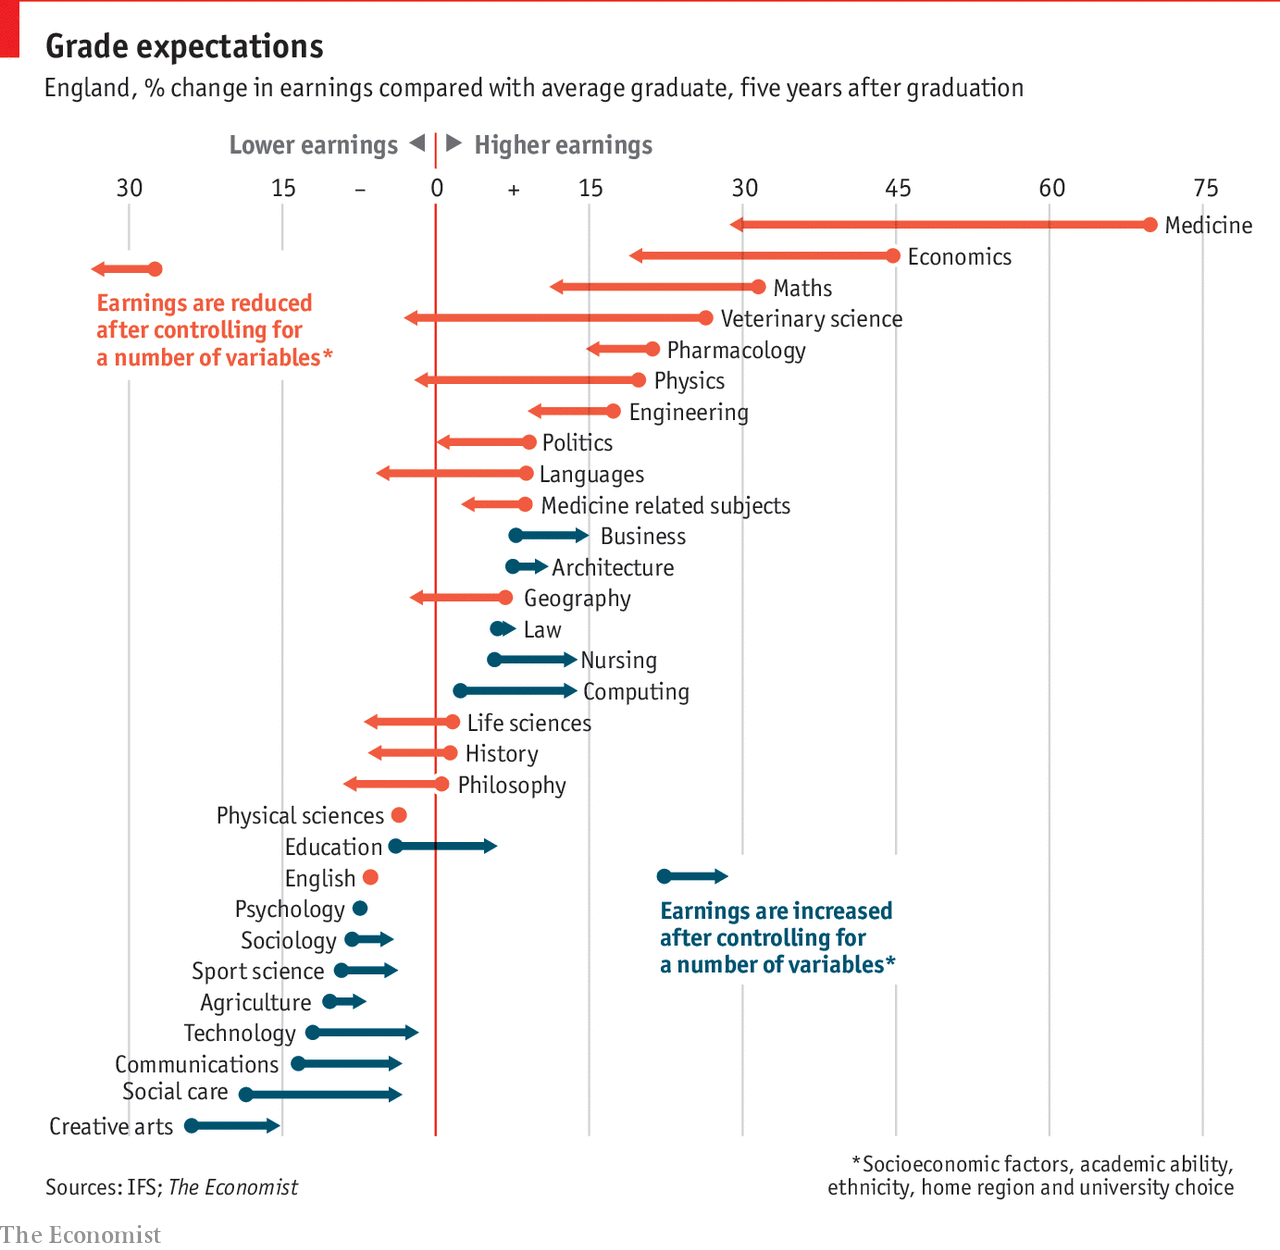 Grade expectations
England, % change in earnings compared with average graduate, five years after graduation
Lower earnings ◀ ▶ Higher earnings
30 15 – 0 + 15 30 45 60 75
Medicine
Economics
Earnings are reduced
after controlling for
a number of variables*
Maths
Veterinary science
Pharmacology
Physics
Engineering
Politics
Languages
Medicine related subjects
Business
Architecture
Geography
Law
Nursing
Computing
Life sciences
History
Philosophy
Physical sciences
Education
English
Psychology
Sociology
Sport science
Agriculture
Technology
Communications
Social care
Creative arts
Earnings are increased
after controlling for
a number of variables*
*Socioeconomic factors, academic ability,
ethnicity, home region and university choice
Sources: IFS; The Economist
The Economist